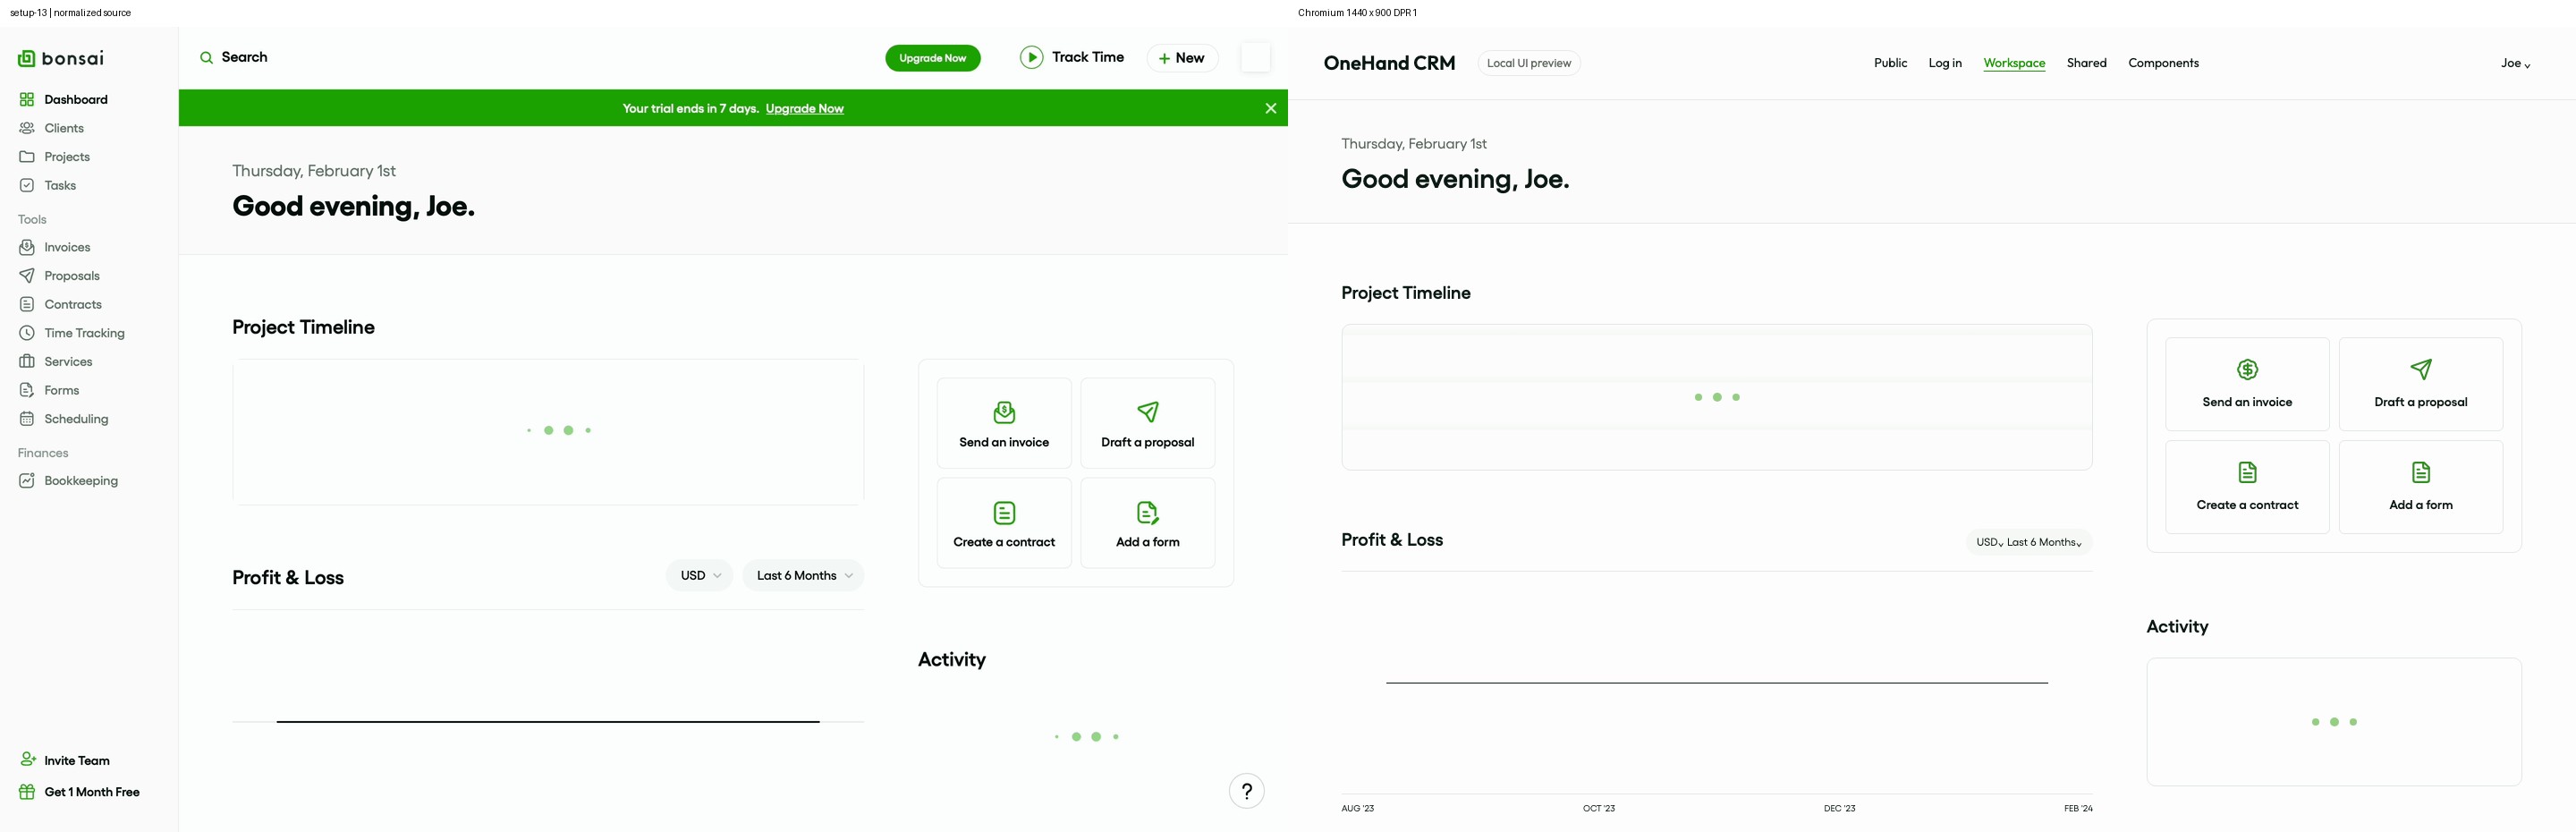 setup-13 | normalized source
bonsai
Search
Upgrade Now
Track Time
New
Your trial ends in 7 days. Upgrade Now
Dashboard
Clients
Projects
Tasks
Tools
Invoices
Proposals
Contracts
Time Tracking
Services
Forms
Scheduling
Finances
Bookkeeping
Invite Team
Get 1 Month Free
Thursday, February 1st
Good evening, Joe.
Project Timeline
Send an invoice
Draft a proposal
Create a contract
Add a form
Profit & Loss
USD
Last 6 Months
Activity
?
Chromium 1440 x 900 DPR 1
OneHand CRM
Local UI preview
Public
Log in
Workspace
Shared
Components
Joe
Thursday, February 1st
Good evening, Joe.
Project Timeline
Send an invoice
Draft a proposal
Create a contract
Add a form
Profit & Loss
USD
Last 6 Months
Activity
AUG '23
OCT '23
DEC '23
FEB '24